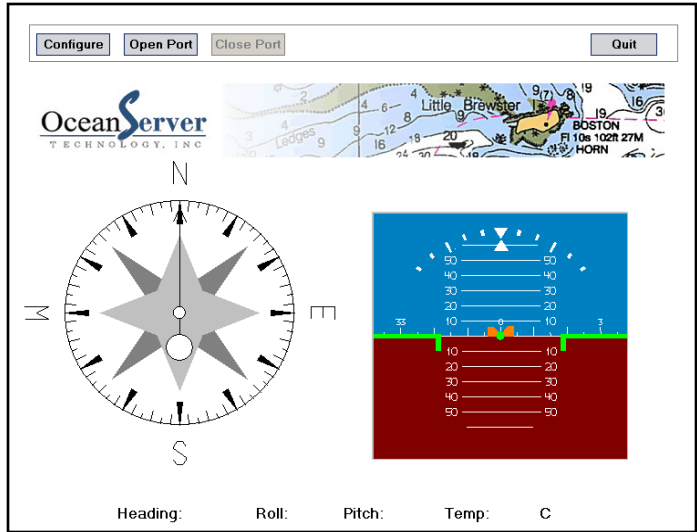 Configure Open Port Close Port Quit
OceanServer
TECHNOLOGY, INC
Little Brewster
Ledges
BOSTON
Fl 10s 102ft 27M
HORN
N
W
E
S
50 50
40 40
30 30
20 20
10 10
33 0 3
10 10
20 20
30 30
40 40
50 50
Heading: Roll: Pitch: Temp: C